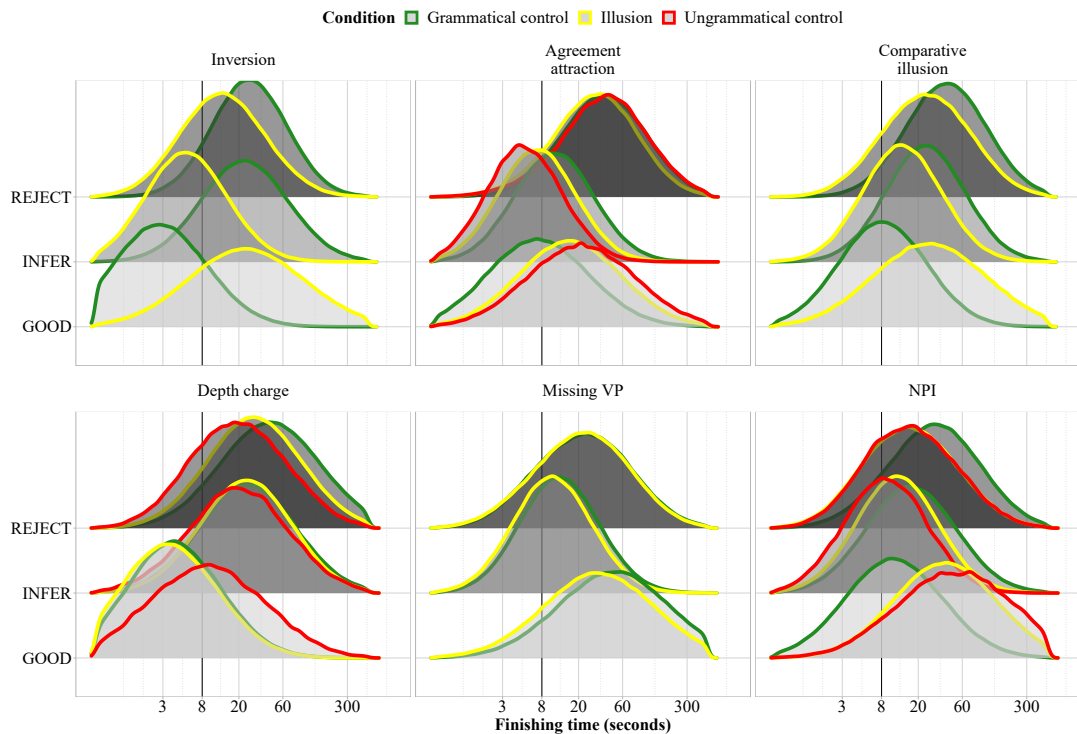 Condition Grammatical control Illusion Ungrammatical control
Inversion
Agreement
attraction
Comparative
illusion
REJECT
INFER
GOOD
Depth charge
Missing VP
NPI
REJECT
INFER
GOOD
3 8 20 60 300 3 8 20 60 300 3 8 20 60 300
Finishing time (seconds)